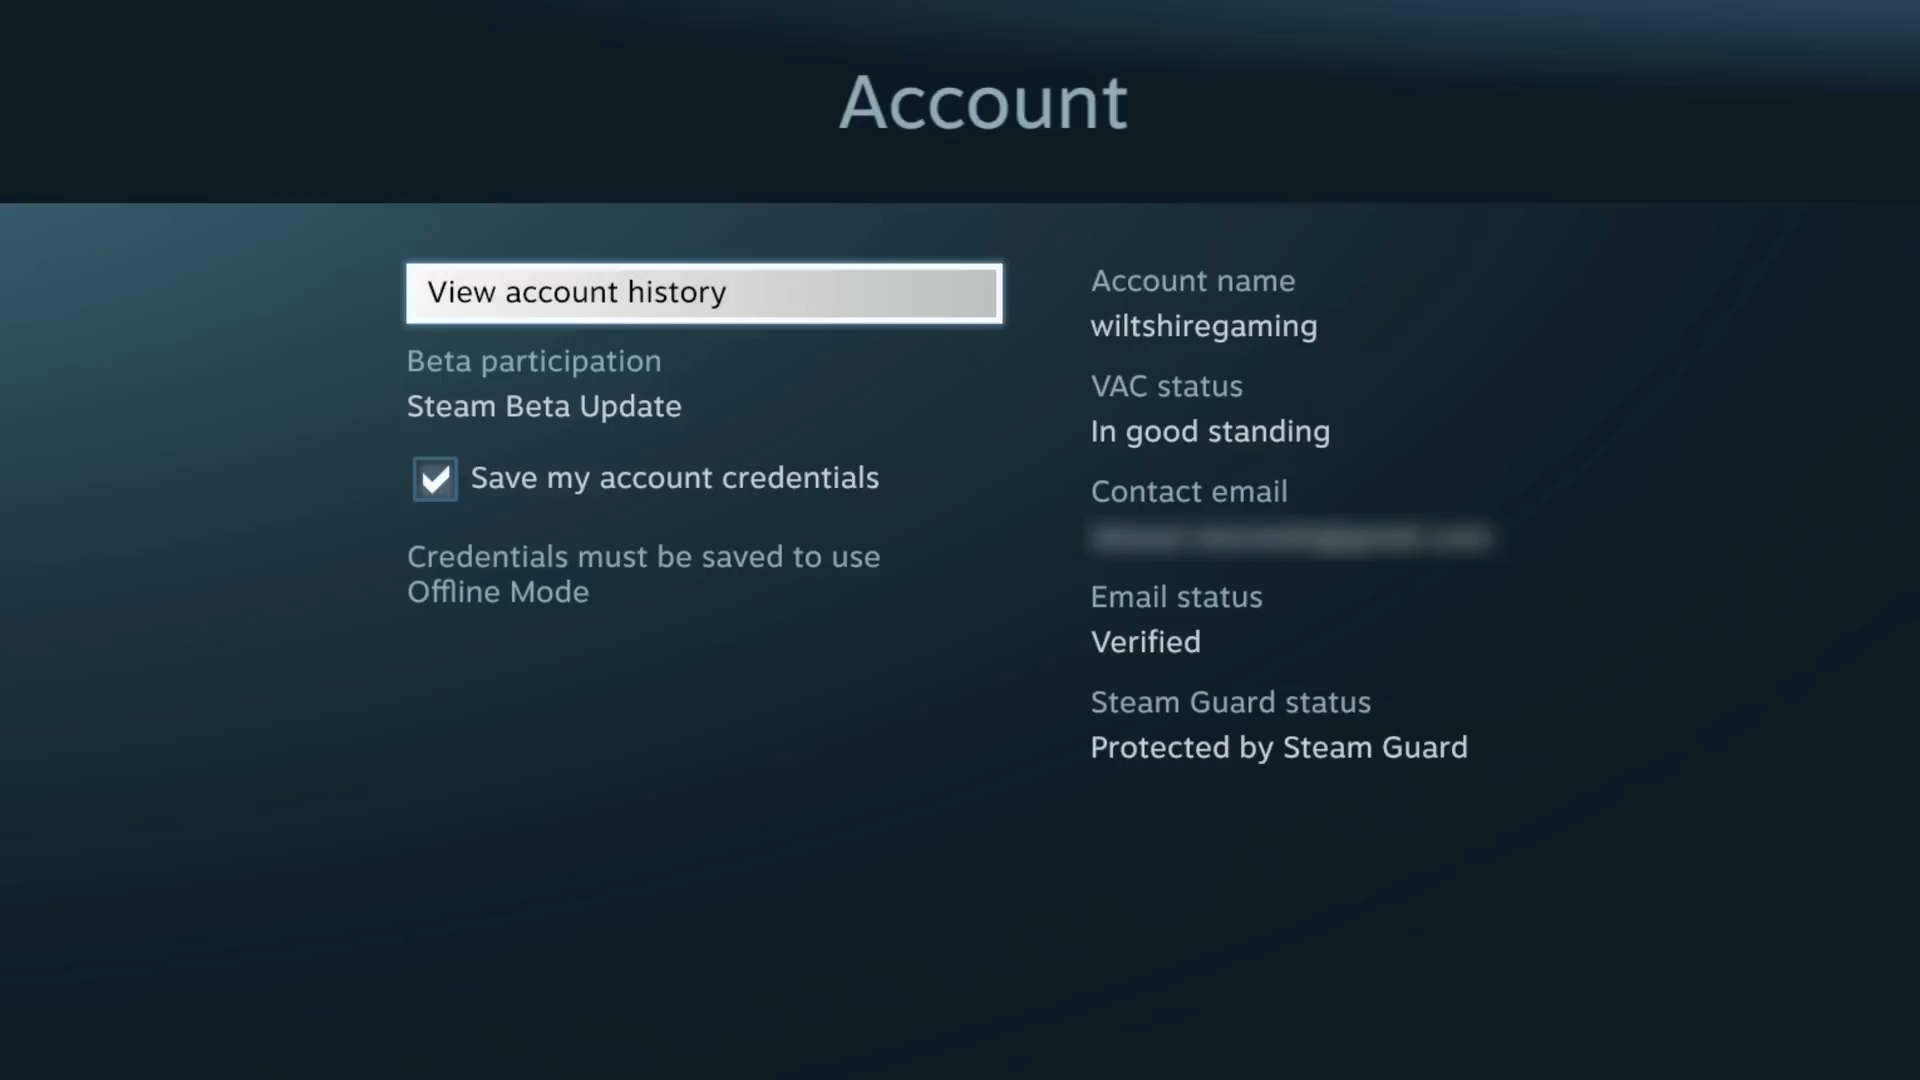 Account
View account history
Beta participation
Steam Beta Update
Save my account credentials
Credentials must be saved to use
Offline Mode
Account name
wiltshiregaming
VAC status
In good standing
Contact email
Email status
Verified
Steam Guard status
Protected by Steam Guard